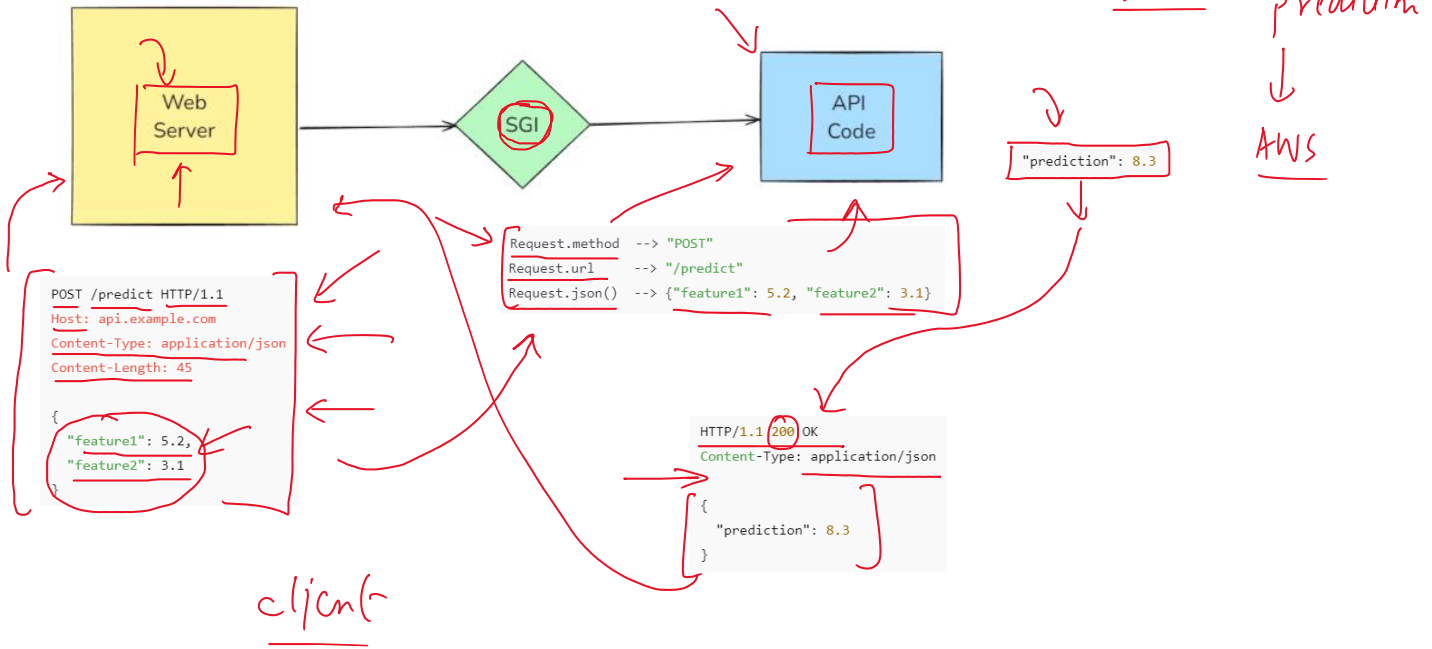 predictn
Web
Server
SGI
API
Code
"prediction": 8.3
AWS
Request.method --> "POST"
Request.url --> "/predict"
Request.json() --> {"feature1": 5.2, "feature2": 3.1}
POST /predict HTTP/1.1
Host: api.example.com
Content-Type: application/json
Content-Length: 45
{
"feature1": 5.2,
"feature2": 3.1
}
HTTP/1.1 200 OK
Content-Type: application/json
{
"prediction": 8.3
}
client